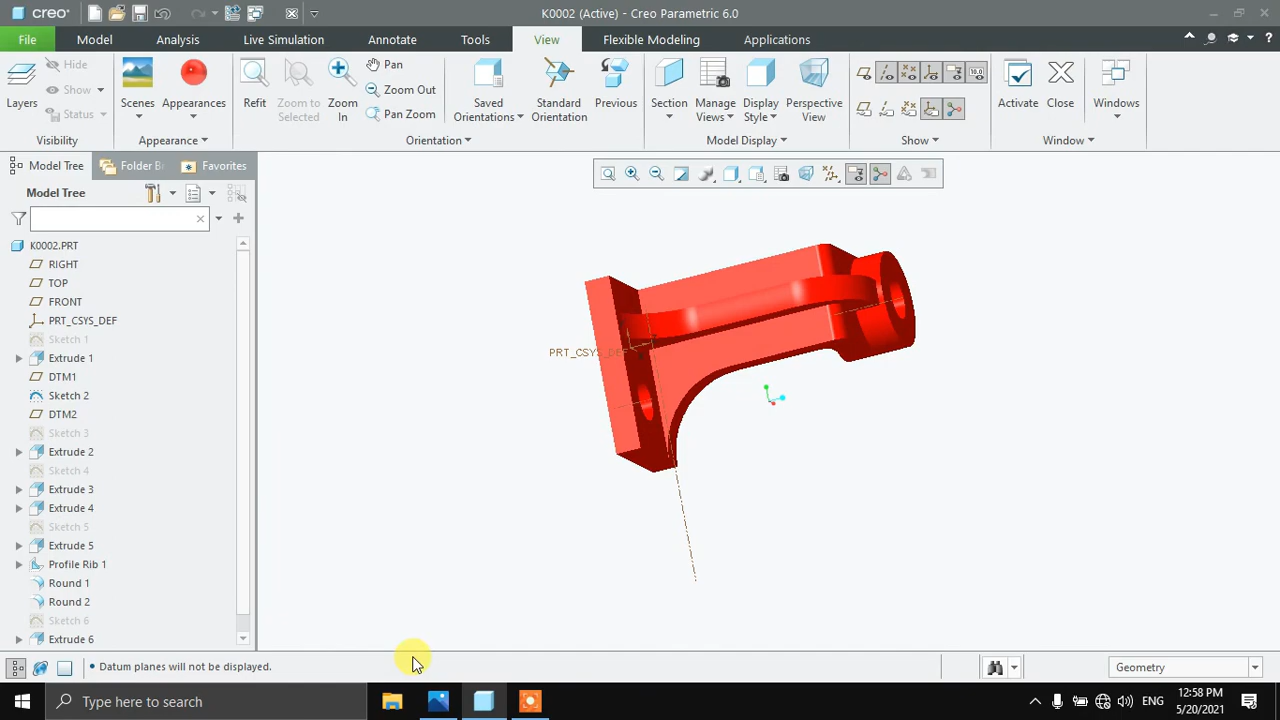 creo®
K0002 (Active) - Creo Parametric 6.0
File Model Analysis Live Simulation Annotate Tools View Flexible Modeling Applications
Layers
Hide
Show
Status
Visibility
Scenes
Appearances
Appearance
Refit
Zoom to
Selected
Zoom
In
Pan
Zoom Out
Pan Zoom
Saved
Orientations
Standard
Orientation
Previous
Orientation
Section
Manage
Views
Display
Style
Perspective
View
Model Display
10.0
Show
Activate
Close
Windows
Window
Model Tree
Folder B
Favorites
Model Tree
K0002.PRT
RIGHT
TOP
FRONT
PRT_CSYS_DEF
Sketch 1
Extrude 1
DTM1
Sketch 2
DTM2
Sketch 3
Extrude 2
Sketch 4
Extrude 3
Extrude 4
Sketch 5
Extrude 5
Profile Rib 1
Round 1
Round 2
Sketch 6
Extrude 6
PRT_CSYS_DEF
Datum planes will not be displayed.
Geometry
Type here to search
ENG
12:58 PM
5/20/2021